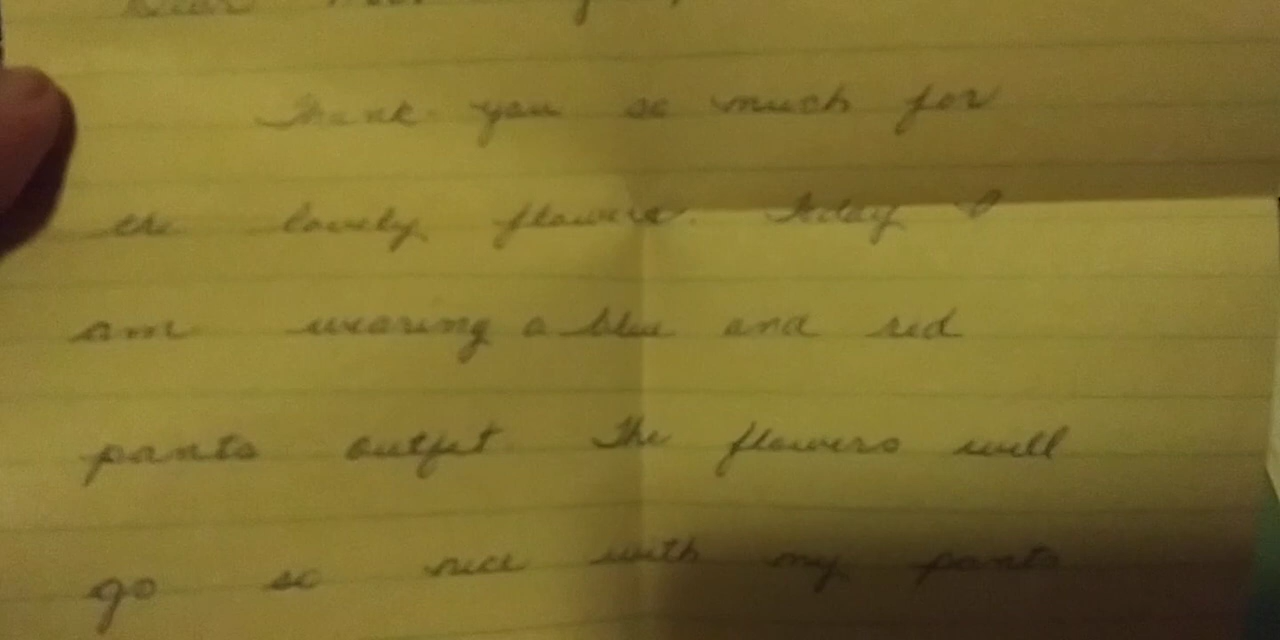 Dear
Thank you so much for
the lovely flowers. Today I
am wearing a blue and red
pants outfit. The flowers will
go so nice with my pants